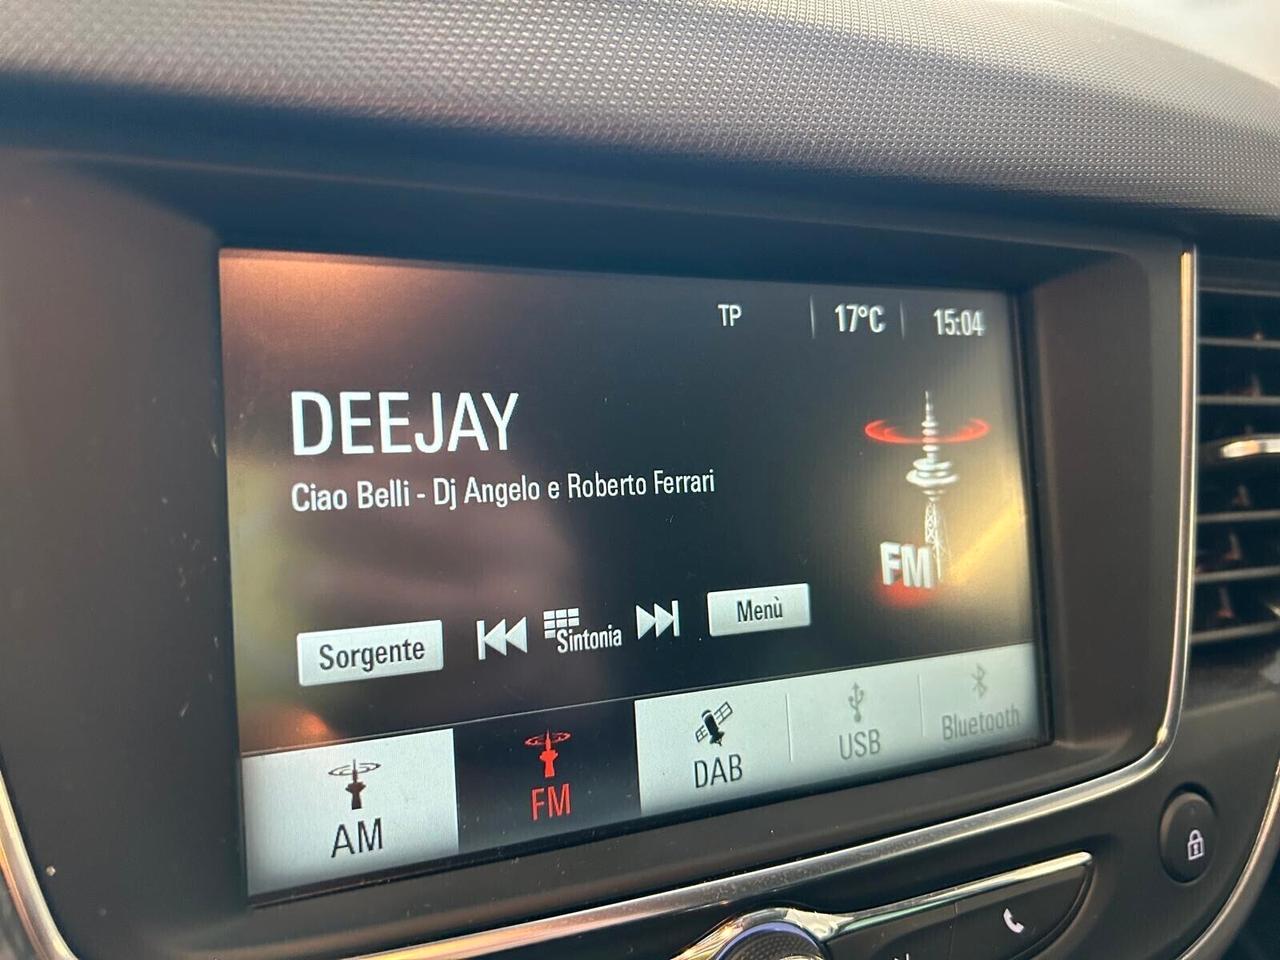 TP 17°C 15:04
DEEJAY
Ciao Belli - Dj Angelo e Roberto Ferrari
FM
Sorgente Sintonia Menù
AM FM DAB USB Bluetooth